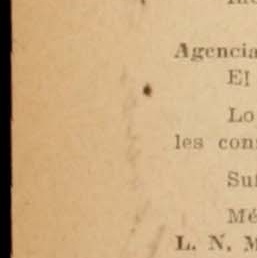 Agencia
El
Lo
les con
Su
Mé
L. N. M